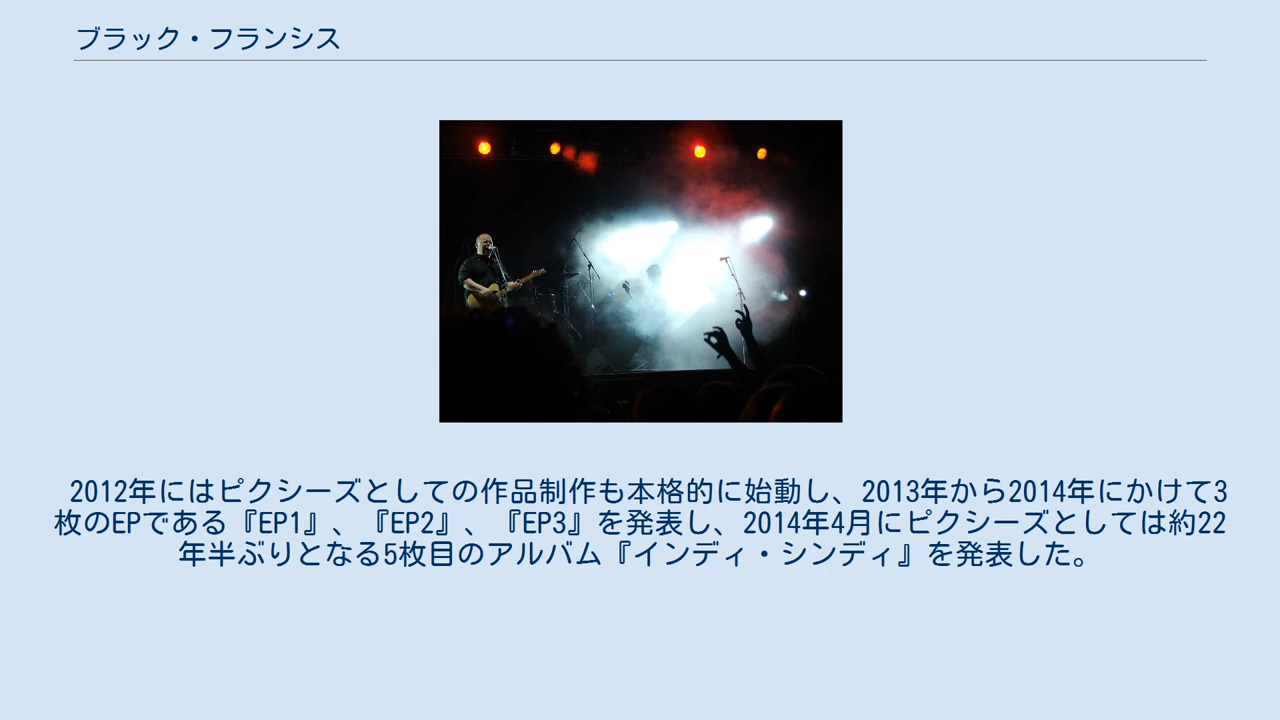 ブラック・フランシス
2012年にはピクシーズとしての作品制作も本格的に始動し、2013年から2014年にかけて3
枚のEPである『EP1』、『EP2』、『EP3』を発表し、2014年4月にピクシーズとしては約22
年半ぶりとなる5枚目のアルバム『インディ・シンディ』を発表した。